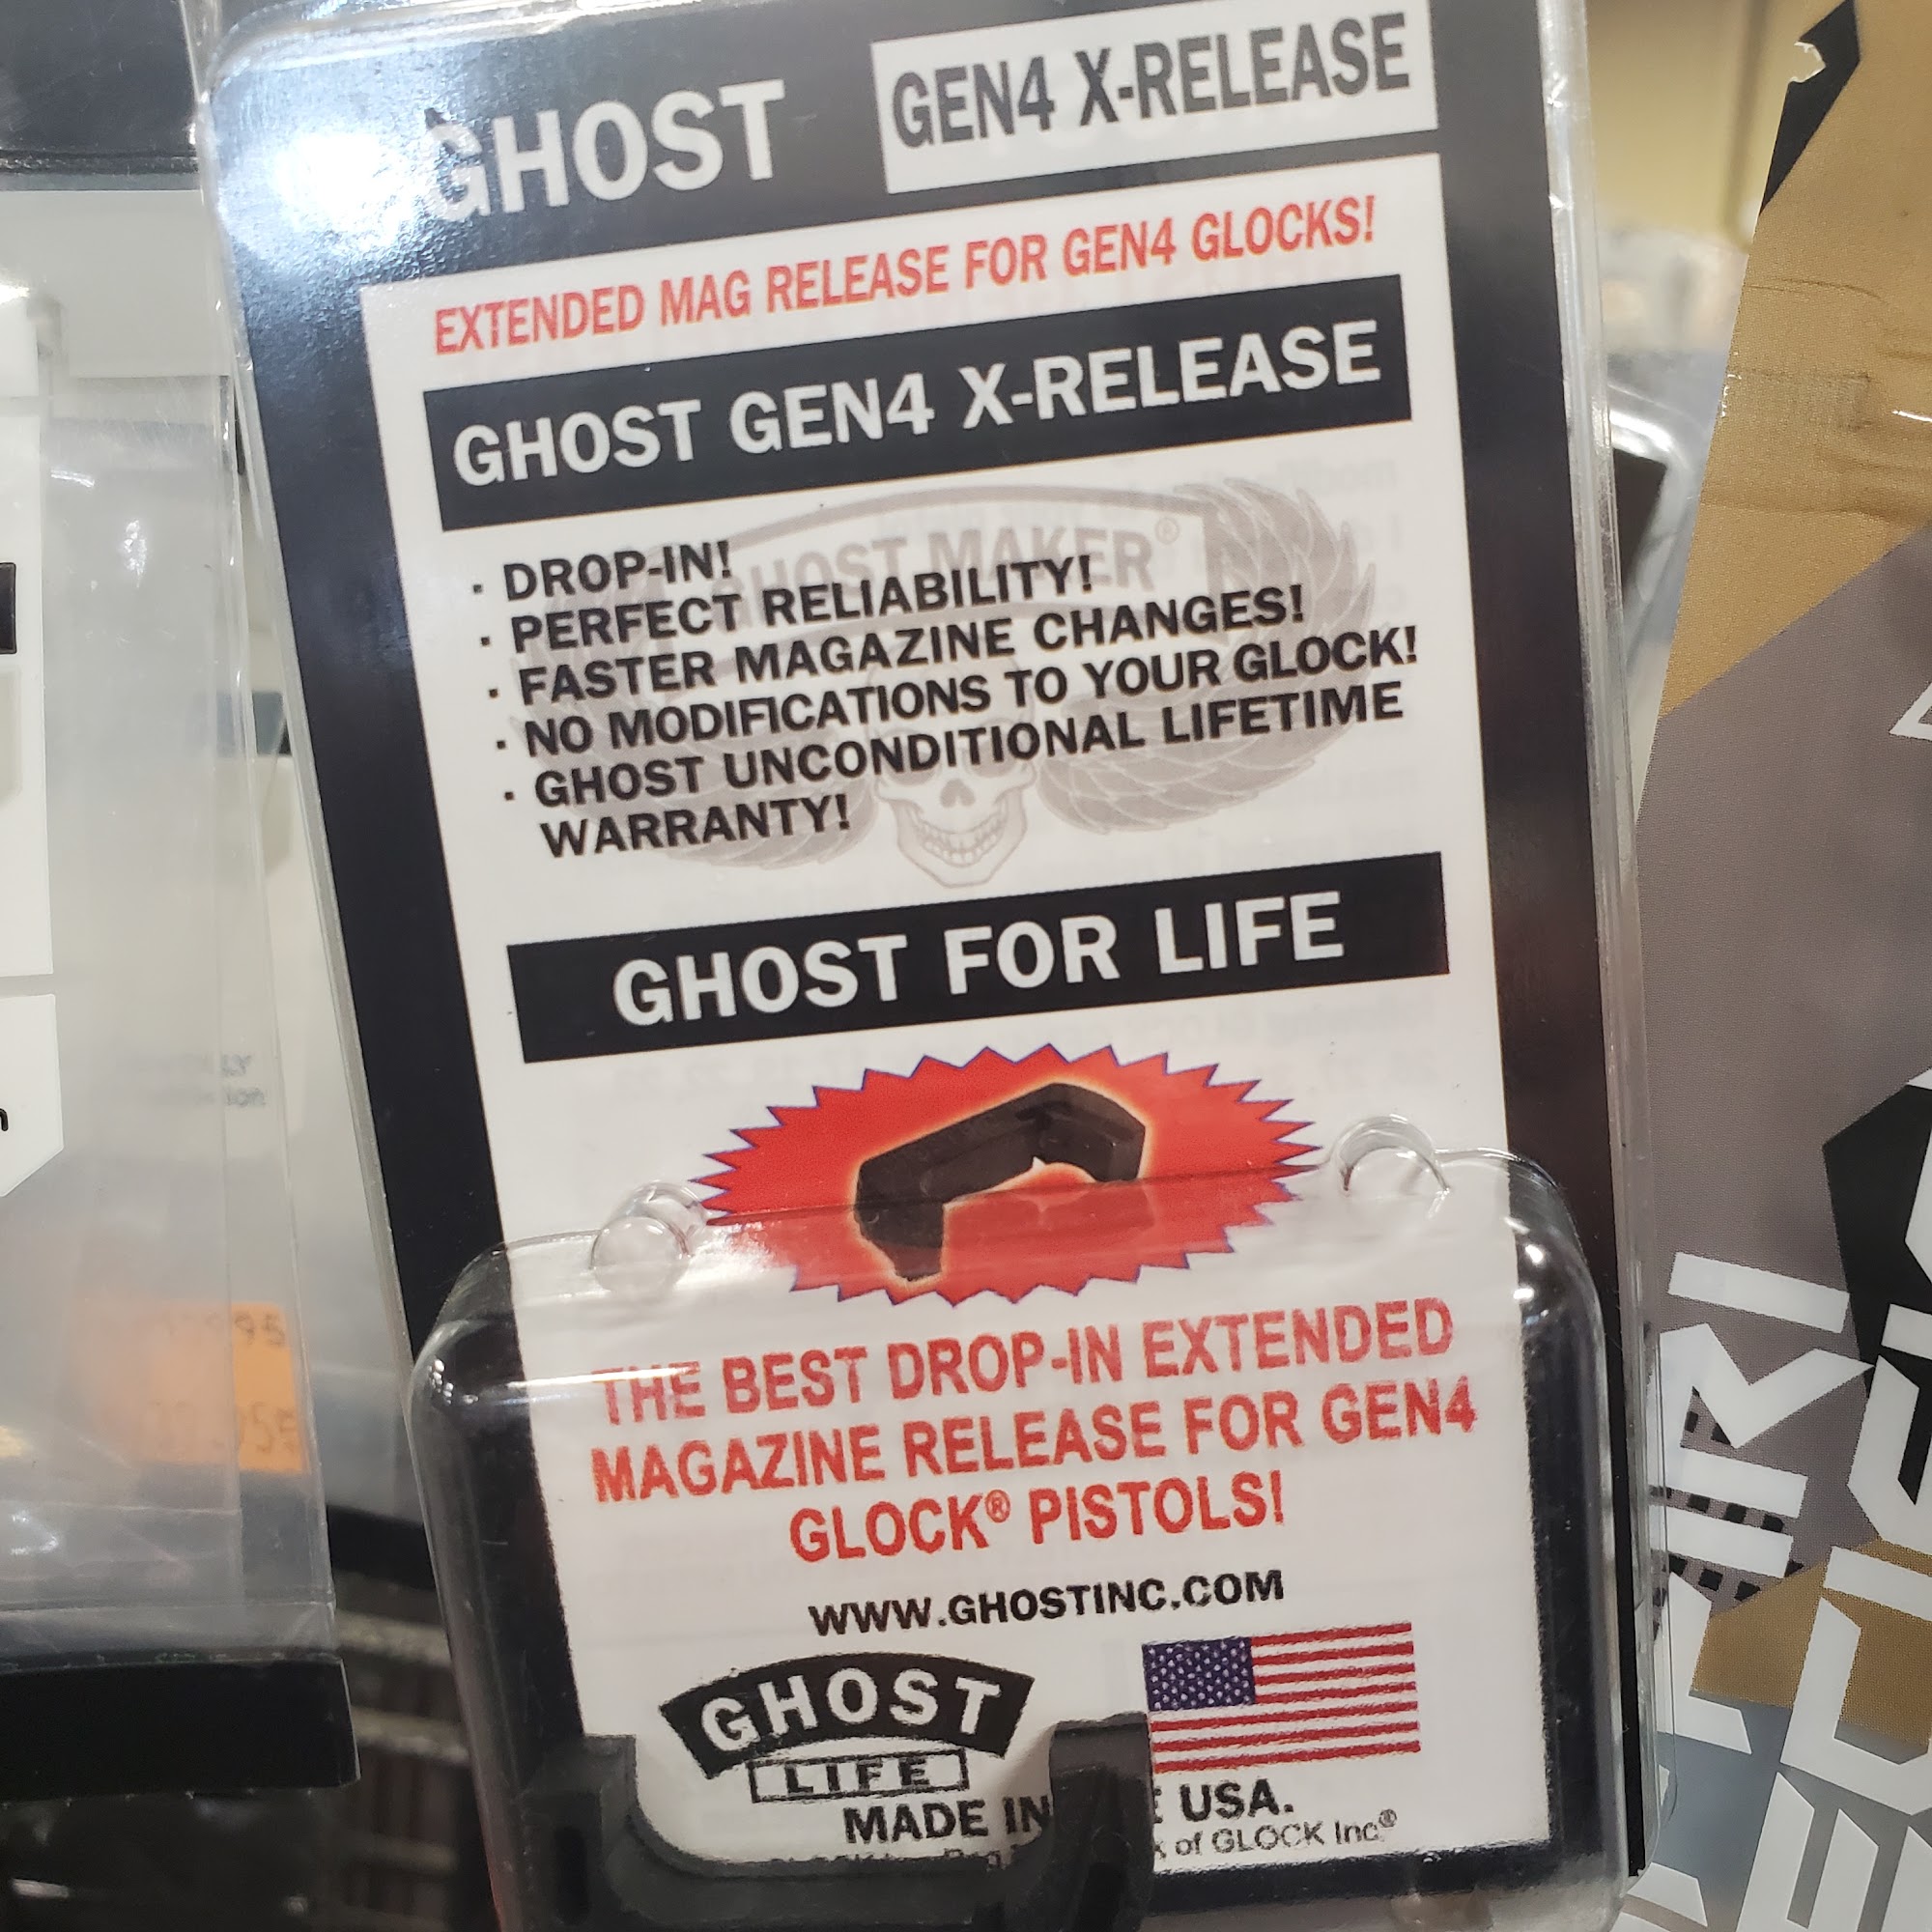 GHOST
GEN4 X-RELEASE
EXTENDED MAG RELEASE FOR GEN4 GLOCKS!
GHOST GEN4 X-RELEASE
GHOST MAKER®
· DROP-IN!
· PERFECT RELIABILITY!
· FASTER MAGAZINE CHANGES!
· NO MODIFICATIONS TO YOUR GLOCK!
· GHOST UNCONDITIONAL LIFETIME
WARRANTY!
GHOST FOR LIFE
THE BEST DROP-IN EXTENDED
MAGAZINE RELEASE FOR GEN4
GLOCK® PISTOLS!
WWW.GHOSTINC.COM
GHOST
LIFE
MADE IN USA.
of GLOCK Inc®